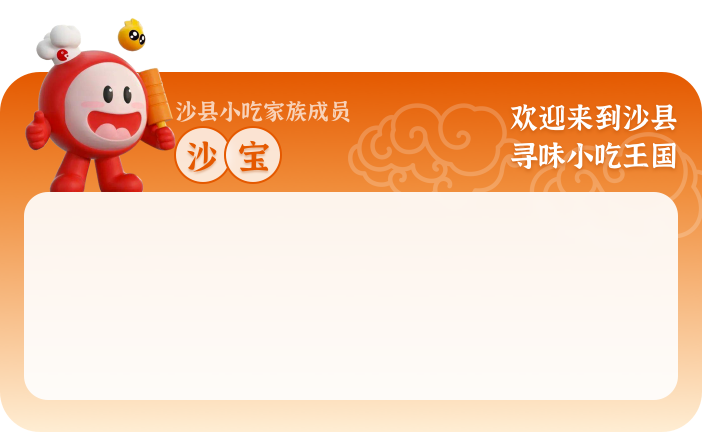 沙县小吃家族成员
沙宝
欢迎来到沙县
寻味小吃王国